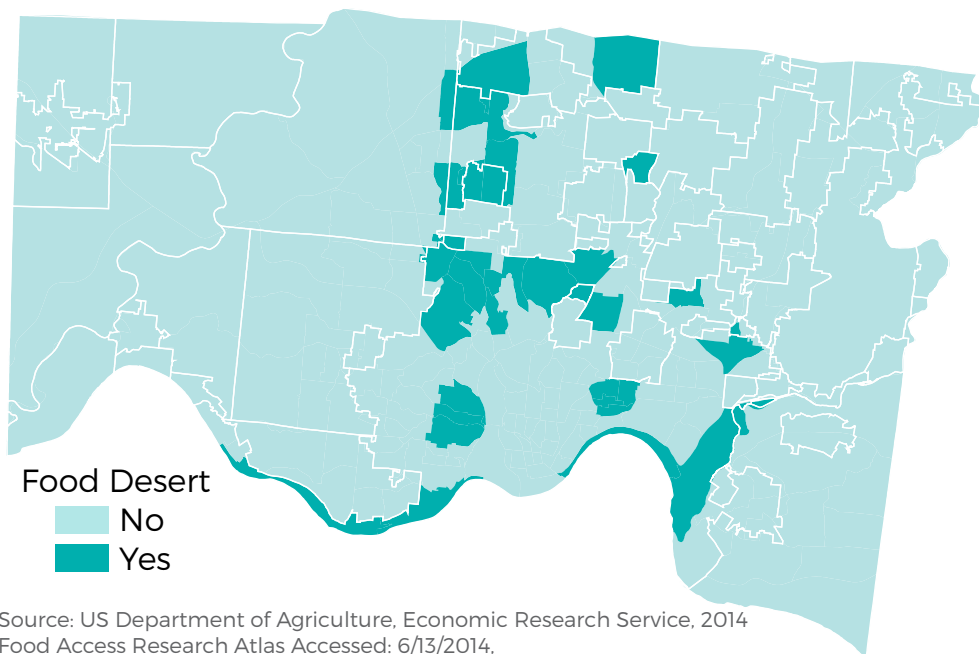 Food Desert
No
Yes
Source: US Department of Agriculture, Economic Research Service, 2014
Food Access Research Atlas Accessed: 6/13/2014,